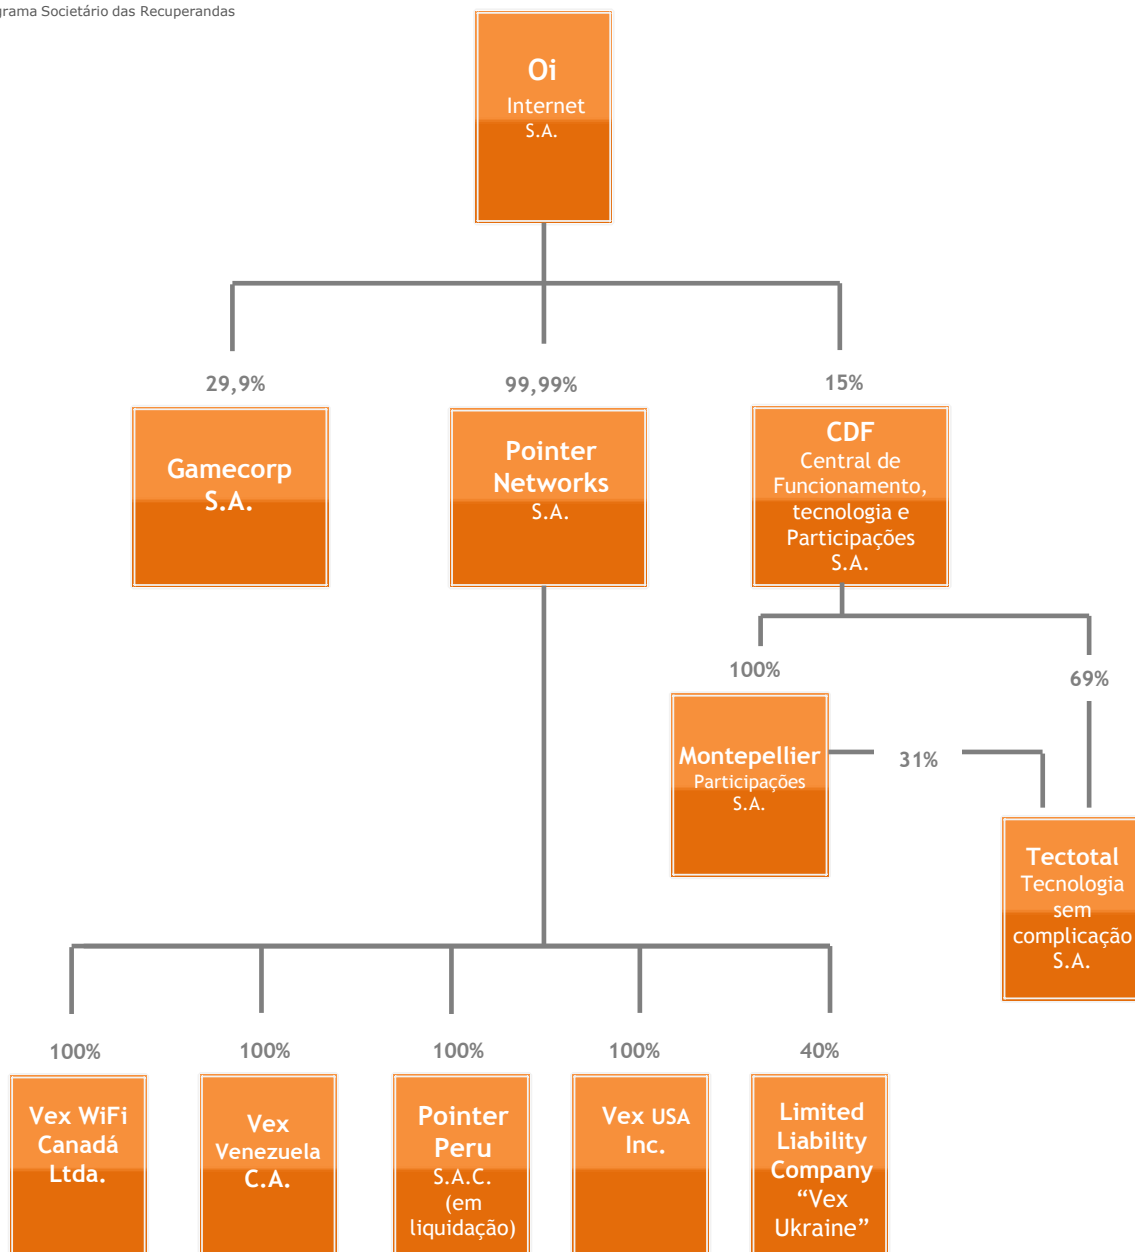 Societário das Recuperandas
Oi
Internet
S.A.
29,9%
99,99%
15%
Gamecorp
S.A.
Pointer
Networks
S.A.
CDF
Central de
Funcionamento,
tecnologia e
Participações
S.A.
100%
69%
Montepellier
Participações
S.A.
31%
Tectotal
Tecnologia
sem
complicação
S.A.
100%
100%
100%
100%
40%
Vex WiFi
Canadá
Ltda.
Vex
Venezuela
C.A.
Pointer
Peru
S.A.C.
(em
liquidação)
Vex USA
Inc.
Limited
Liability
Company
“Vex
Ukraine”